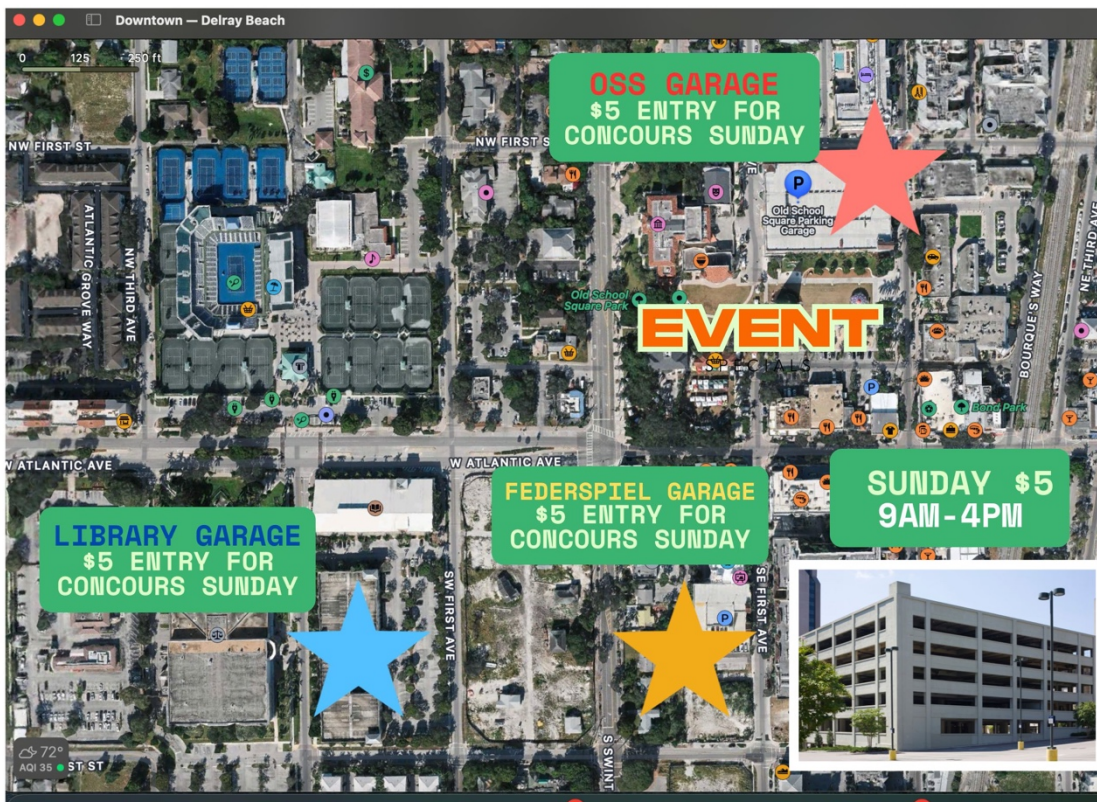 Downtown — Delray Beach
0 125 250 ft
OSS GARAGE
$5 ENTRY FOR
CONCOURS SUNDAY
NW FIRST ST
NW FIRST S
P
Old School
Square Parking
Garage
ATLANTIC GROVE WAY
NW THIRD AVE
VE
NE THIRD AVE
BOURQUE'S WAY
Old School
Square Park
EVENT
P
Bond Park
W ATLANTIC AVE
W ATLANTIC AVE
LIBRARY GARAGE
$5 ENTRY FOR
CONCOURS SUNDAY
FEDERSPIEL GARAGE
$5 ENTRY FOR
CONCOURS SUNDAY
SUNDAY $5
9AM-4PM
SW FIRST AVE
SE FIRST AVE
P
S SWINT
72°
AQI 35
ST ST